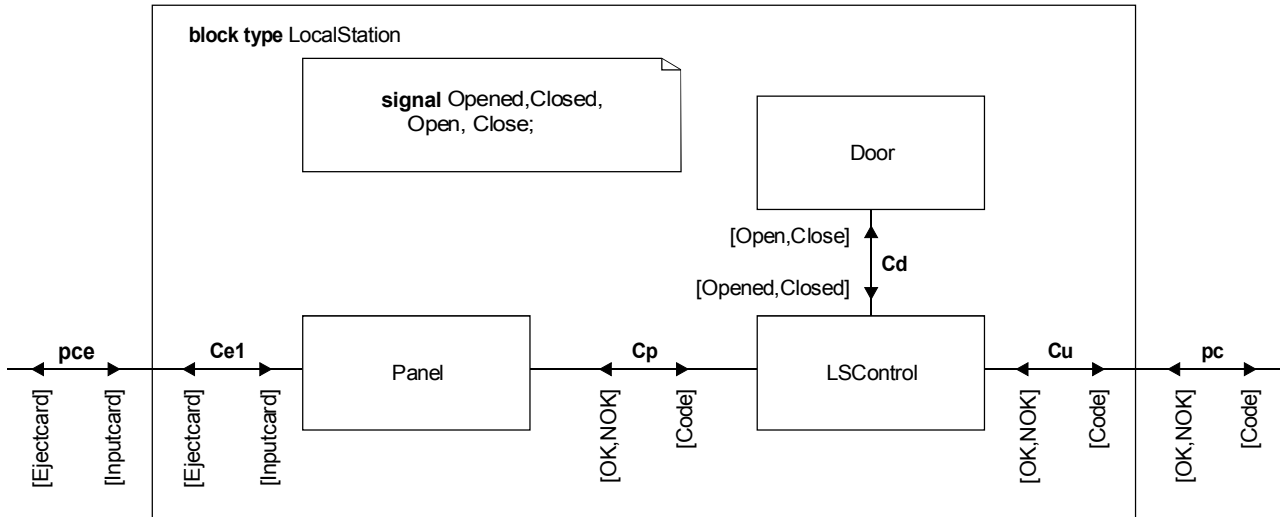 block type LocalStation
signal Opened,Closed,
Open, Close;
Door
[Open,Close]
Cd
[Opened,Closed]
pce
Ce1
Panel
Cp
LSControl
Cu
pc
[Ejectcard]
[Inputcard]
[Ejectcard]
[Inputcard]
[OK,NOK]
[Code]
[OK,NOK]
[Code]
[OK,NOK]
[Code]